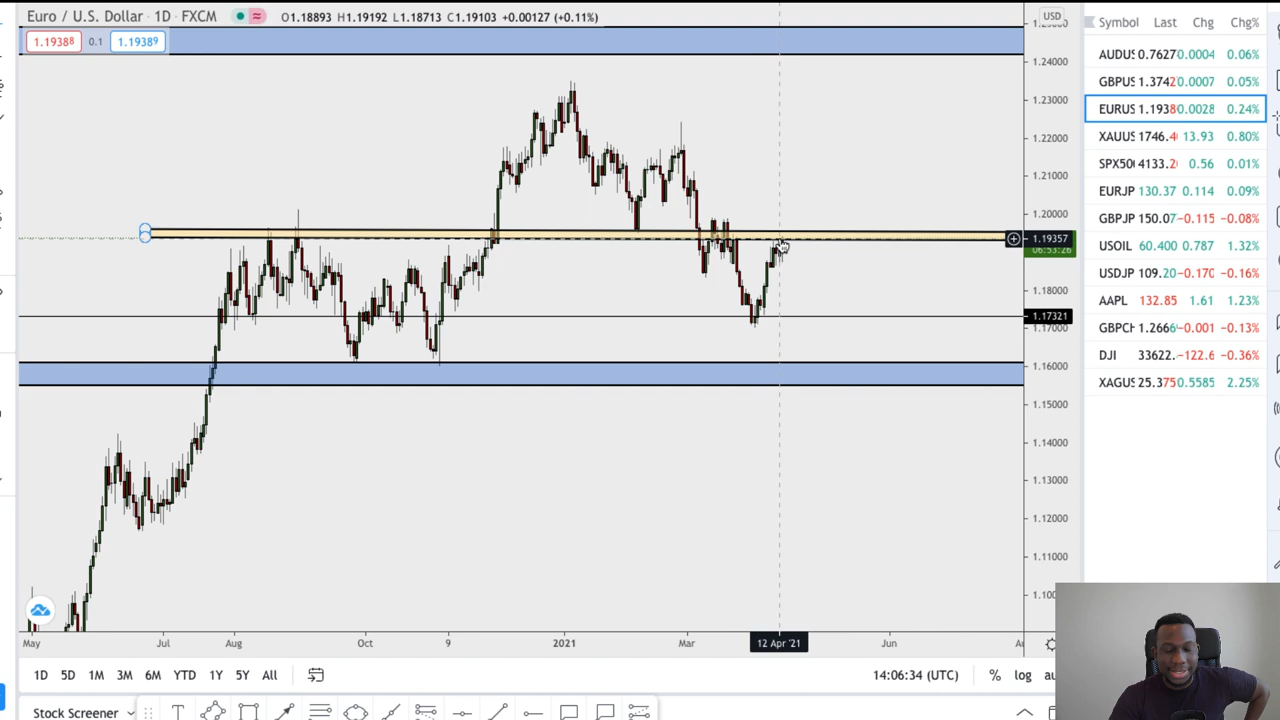 Euro / U.S. Dollar · 1D · FXCM
O1.18893 H1.19192 L1.18713 C1.19103 +0.00127 (+0.11%)
1.19388 0.1 1.19389
USD
1.24000
1.23000
1.22000
1.21000
1.20000
1.19357
06:53:26
1.18000
1.17321
1.17000
1.16000
1.15000
1.14000
1.13000
1.12000
1.11000
May Jul Aug Oct 9 2021 Mar 12 Apr '21 Jun
1D 5D 1M 3M 6M YTD 1Y 5Y All
14:06:34 (UTC) % log
Stock Screener
Symbol Last Chg Chg%
AUDUS 0.7627 0.0004 0.06%
GBPUS 1.3742 0.0007 0.05%
EURUS 1.1938 0.0028 0.24%
XAUUS 1746.4 13.93 0.80%
SPX500 4133.2 0.56 0.01%
EURJP 130.37 0.114 0.09%
GBPJP 150.07 −0.115 −0.08%
USOIL 60.400 0.787 1.32%
USDJP 109.20 −0.170 −0.16%
AAPL 132.85 1.61 1.23%
GBPCH 1.2666 −0.001 −0.13%
DJI 33622. −122.6 −0.36%
XAGUS 25.375 0.5585 2.25%